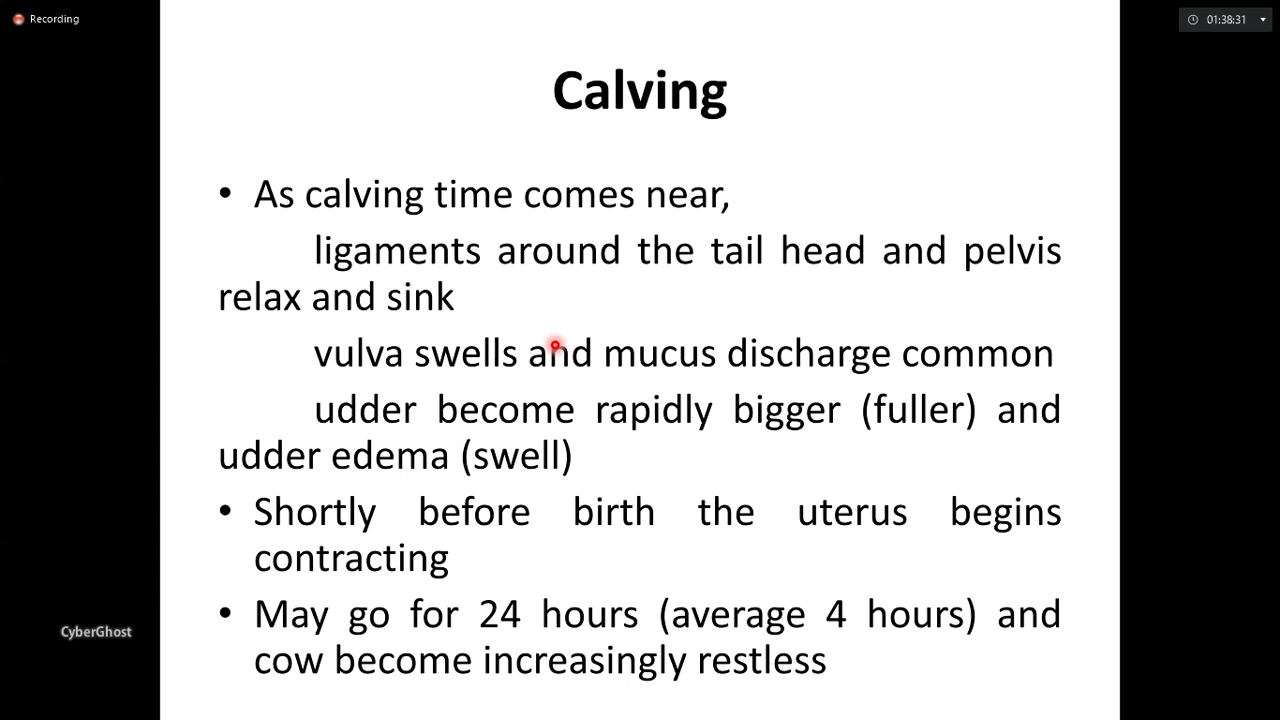 Recording
01:38:31
Calving
• As calving time comes near,
ligaments around the tail head and pelvis
relax and sink
vulva swells and mucus discharge common
udder become rapidly bigger (fuller) and
udder edema (swell)
• Shortly before birth the uterus begins
contracting
• May go for 24 hours (average 4 hours) and
cow become increasingly restless
CyberGhost